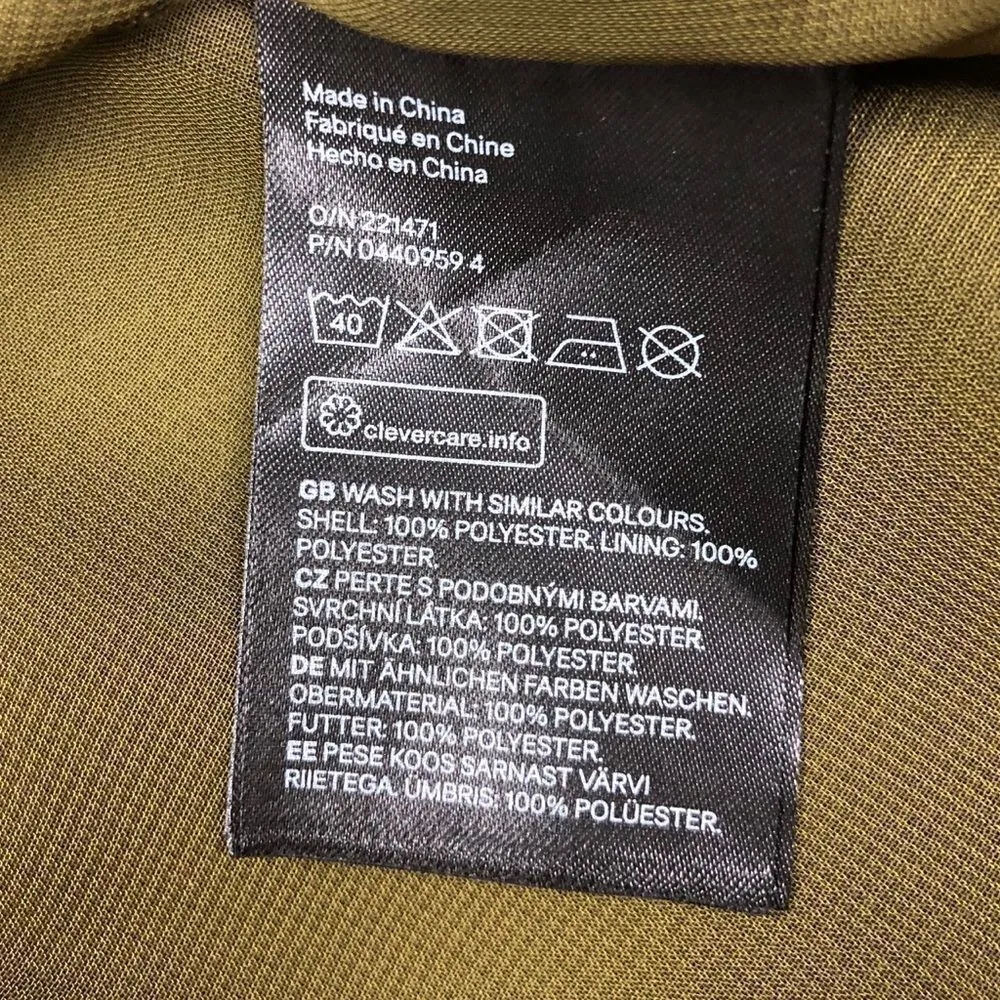 Made in China
Fabriqué en Chine
Hecho en China
O/N 221471
P/N 0440959 4
40
clevercare.info
GB WASH WITH SIMILAR COLOURS.
SHELL: 100% POLYESTER. LINING: 100%
POLYESTER.
CZ PERTE S PODOBNÝMI BARVAMI.
SVRCHNÍ LÁTKA: 100% POLYESTER.
PODŠÍVKA: 100% POLYESTER.
DE MIT ÄHNLICHEN FARBEN WASCHEN.
OBERMATERIAL: 100% POLYESTER.
FUTTER: 100% POLYESTER.
EE PESE KOOS SARNAST VÄRVI
RIIETEGA. ÜMBRIS: 100% POLÜESTER.